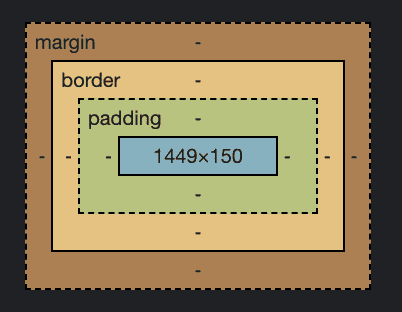 margin -
border -
padding -
- - - 1449×150 - - -
-
-
-